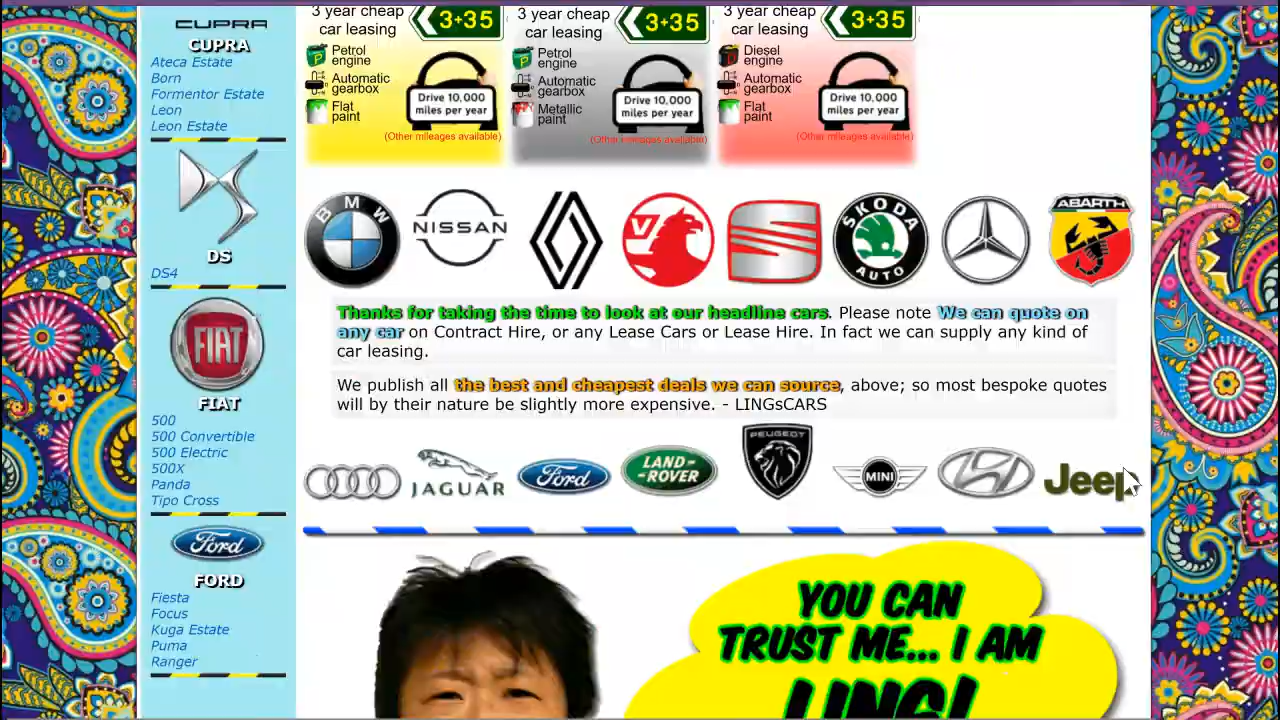 CUPRA
CUPRA
Ateca Estate
Born
Formentor Estate
Leon
Leon Estate
DS
DS4
FIAT
FIAT
500
500 Convertible
500 Electric
500X
Panda
Tipo Cross
Ford
FORD
Fiesta
Focus
Kuga Estate
Puma
Ranger
3 year cheap
car leasing
3+35
Petrol
engine
Automatic
gearbox
Flat
paint
Drive 10,000
miles per year
(Other mileages available)
3 year cheap
car leasing
3+35
Petrol
engine
Automatic
gearbox
Metallic
paint
Drive 10,000
miles per year
(Other mileages available)
3 year cheap
car leasing
3+35
Diesel
engine
Automatic
gearbox
Flat
paint
Drive 10,000
miles per year
(Other mileages available)
BMW
NISSAN
V
ŠKODA
AUTO
ABARTH
Thanks for taking the time to look at our headline cars. Please note We can quote on
any car on Contract Hire, or any Lease Cars or Lease Hire. In fact we can supply any kind of
car leasing.
We publish all the best and cheapest deals we can source, above; so most bespoke quotes
will by their nature be slightly more expensive. - LINGsCARS
JAGUAR
Ford
LAND-
ROVER
PEUGEOT
MINI
Jeep
YOU CAN
TRUST ME... I AM
LING!